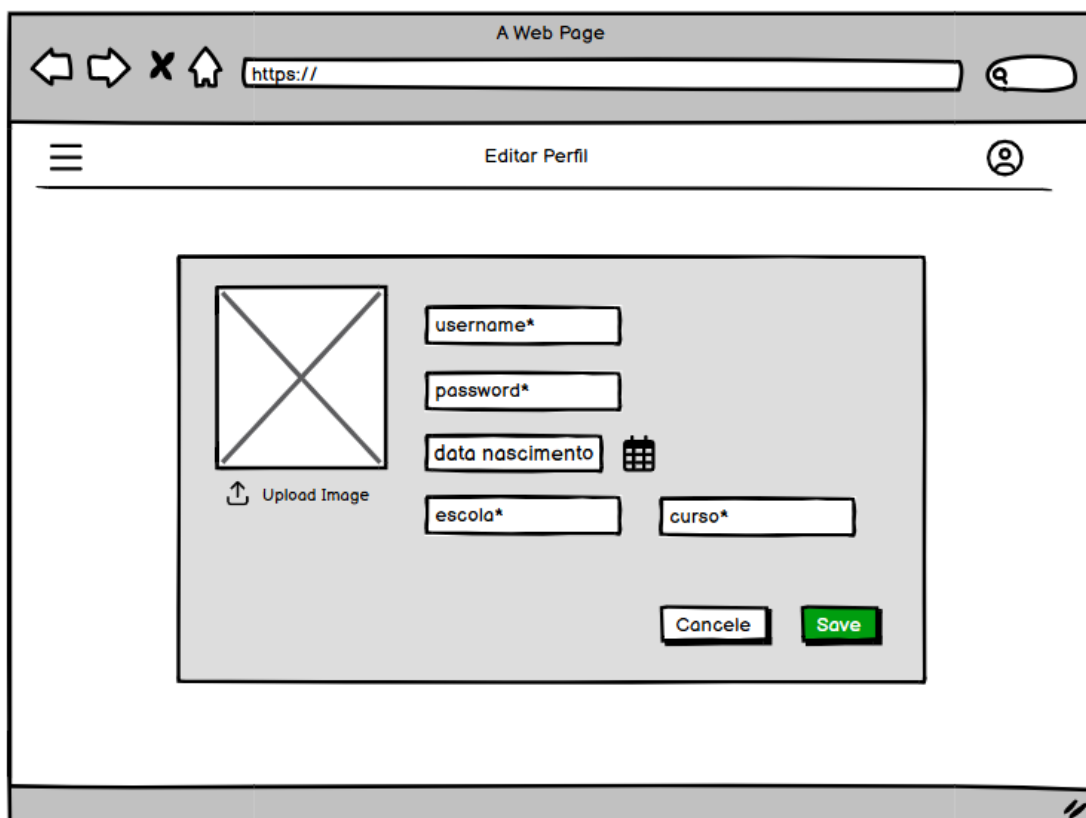 A Web Page
https://
Editar Perfil
username*
password*
data nascimento
Upload Image
escola*
curso*
Cancele
Save